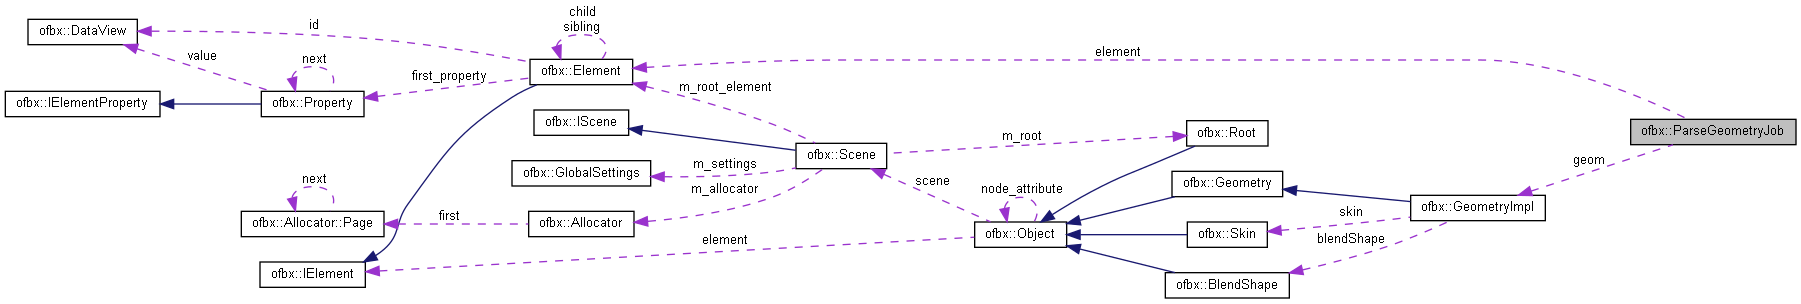 child
sibling
id
ofbx::DataView
value
next
element
ofbx::Element
first_property
m_root_element
ofbx::IElementProperty
ofbx::Property
ofbx::IScene
m_root
ofbx::Root
ofbx::ParseGeometryJob
ofbx::Scene
m_settings
ofbx::GlobalSettings
geom
next
m_allocator
scene
node_attribute
ofbx::Geometry
ofbx::GeometryImpl
first
ofbx::Allocator::Page
ofbx::Allocator
skin
ofbx::Object
ofbx::Skin
element
blendShape
ofbx::IElement
ofbx::BlendShape